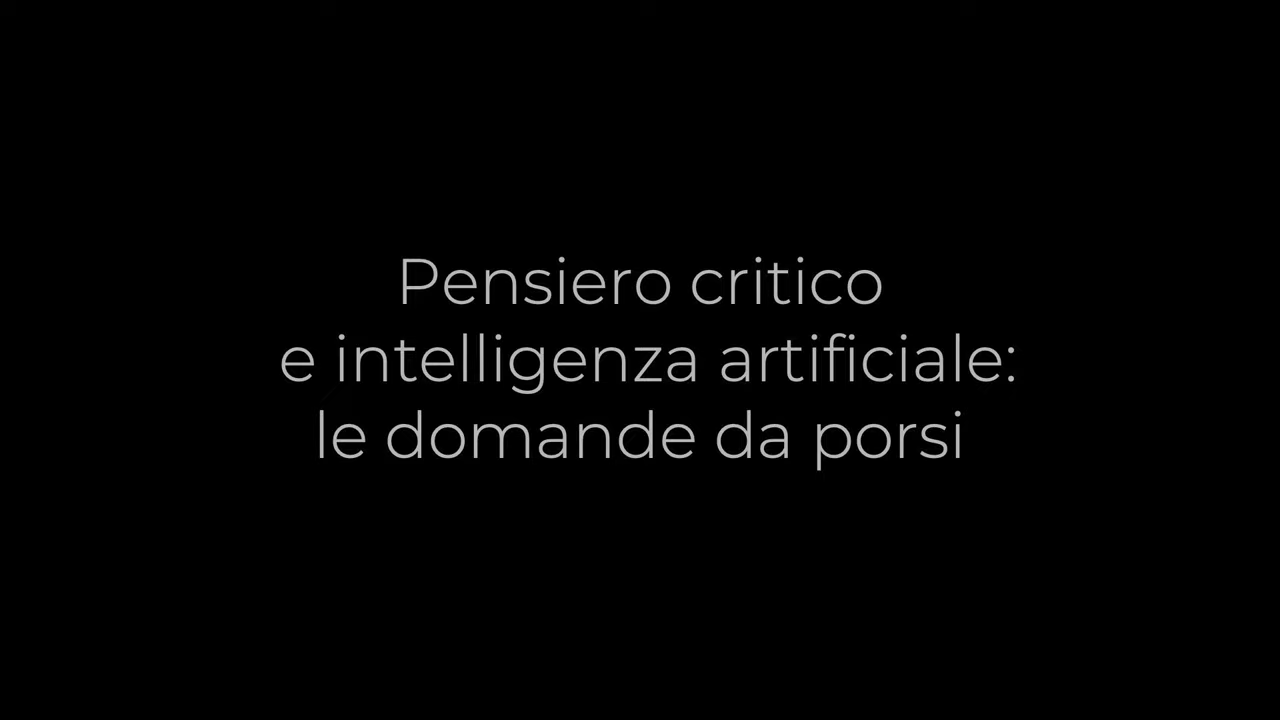 Pensiero critico
e intelligenza artificiale:
le domande da porsi